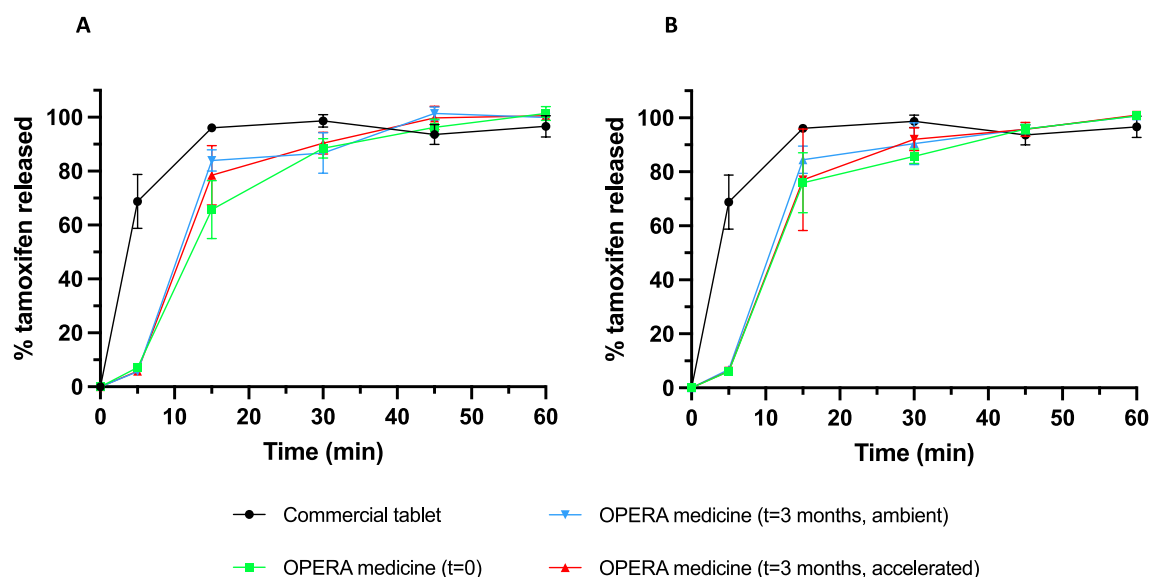 A
B
% tamoxifen released
100
80
60
40
20
0
0 10 20 30 40 50 60
Time (min)
% tamoxifen released
100
80
60
40
20
0
0 10 20 30 40 50 60
Time (min)
Commercial tablet
OPERA medicine (t=3 months, ambient)
OPERA medicine (t=0)
OPERA medicine (t=3 months, accelerated)